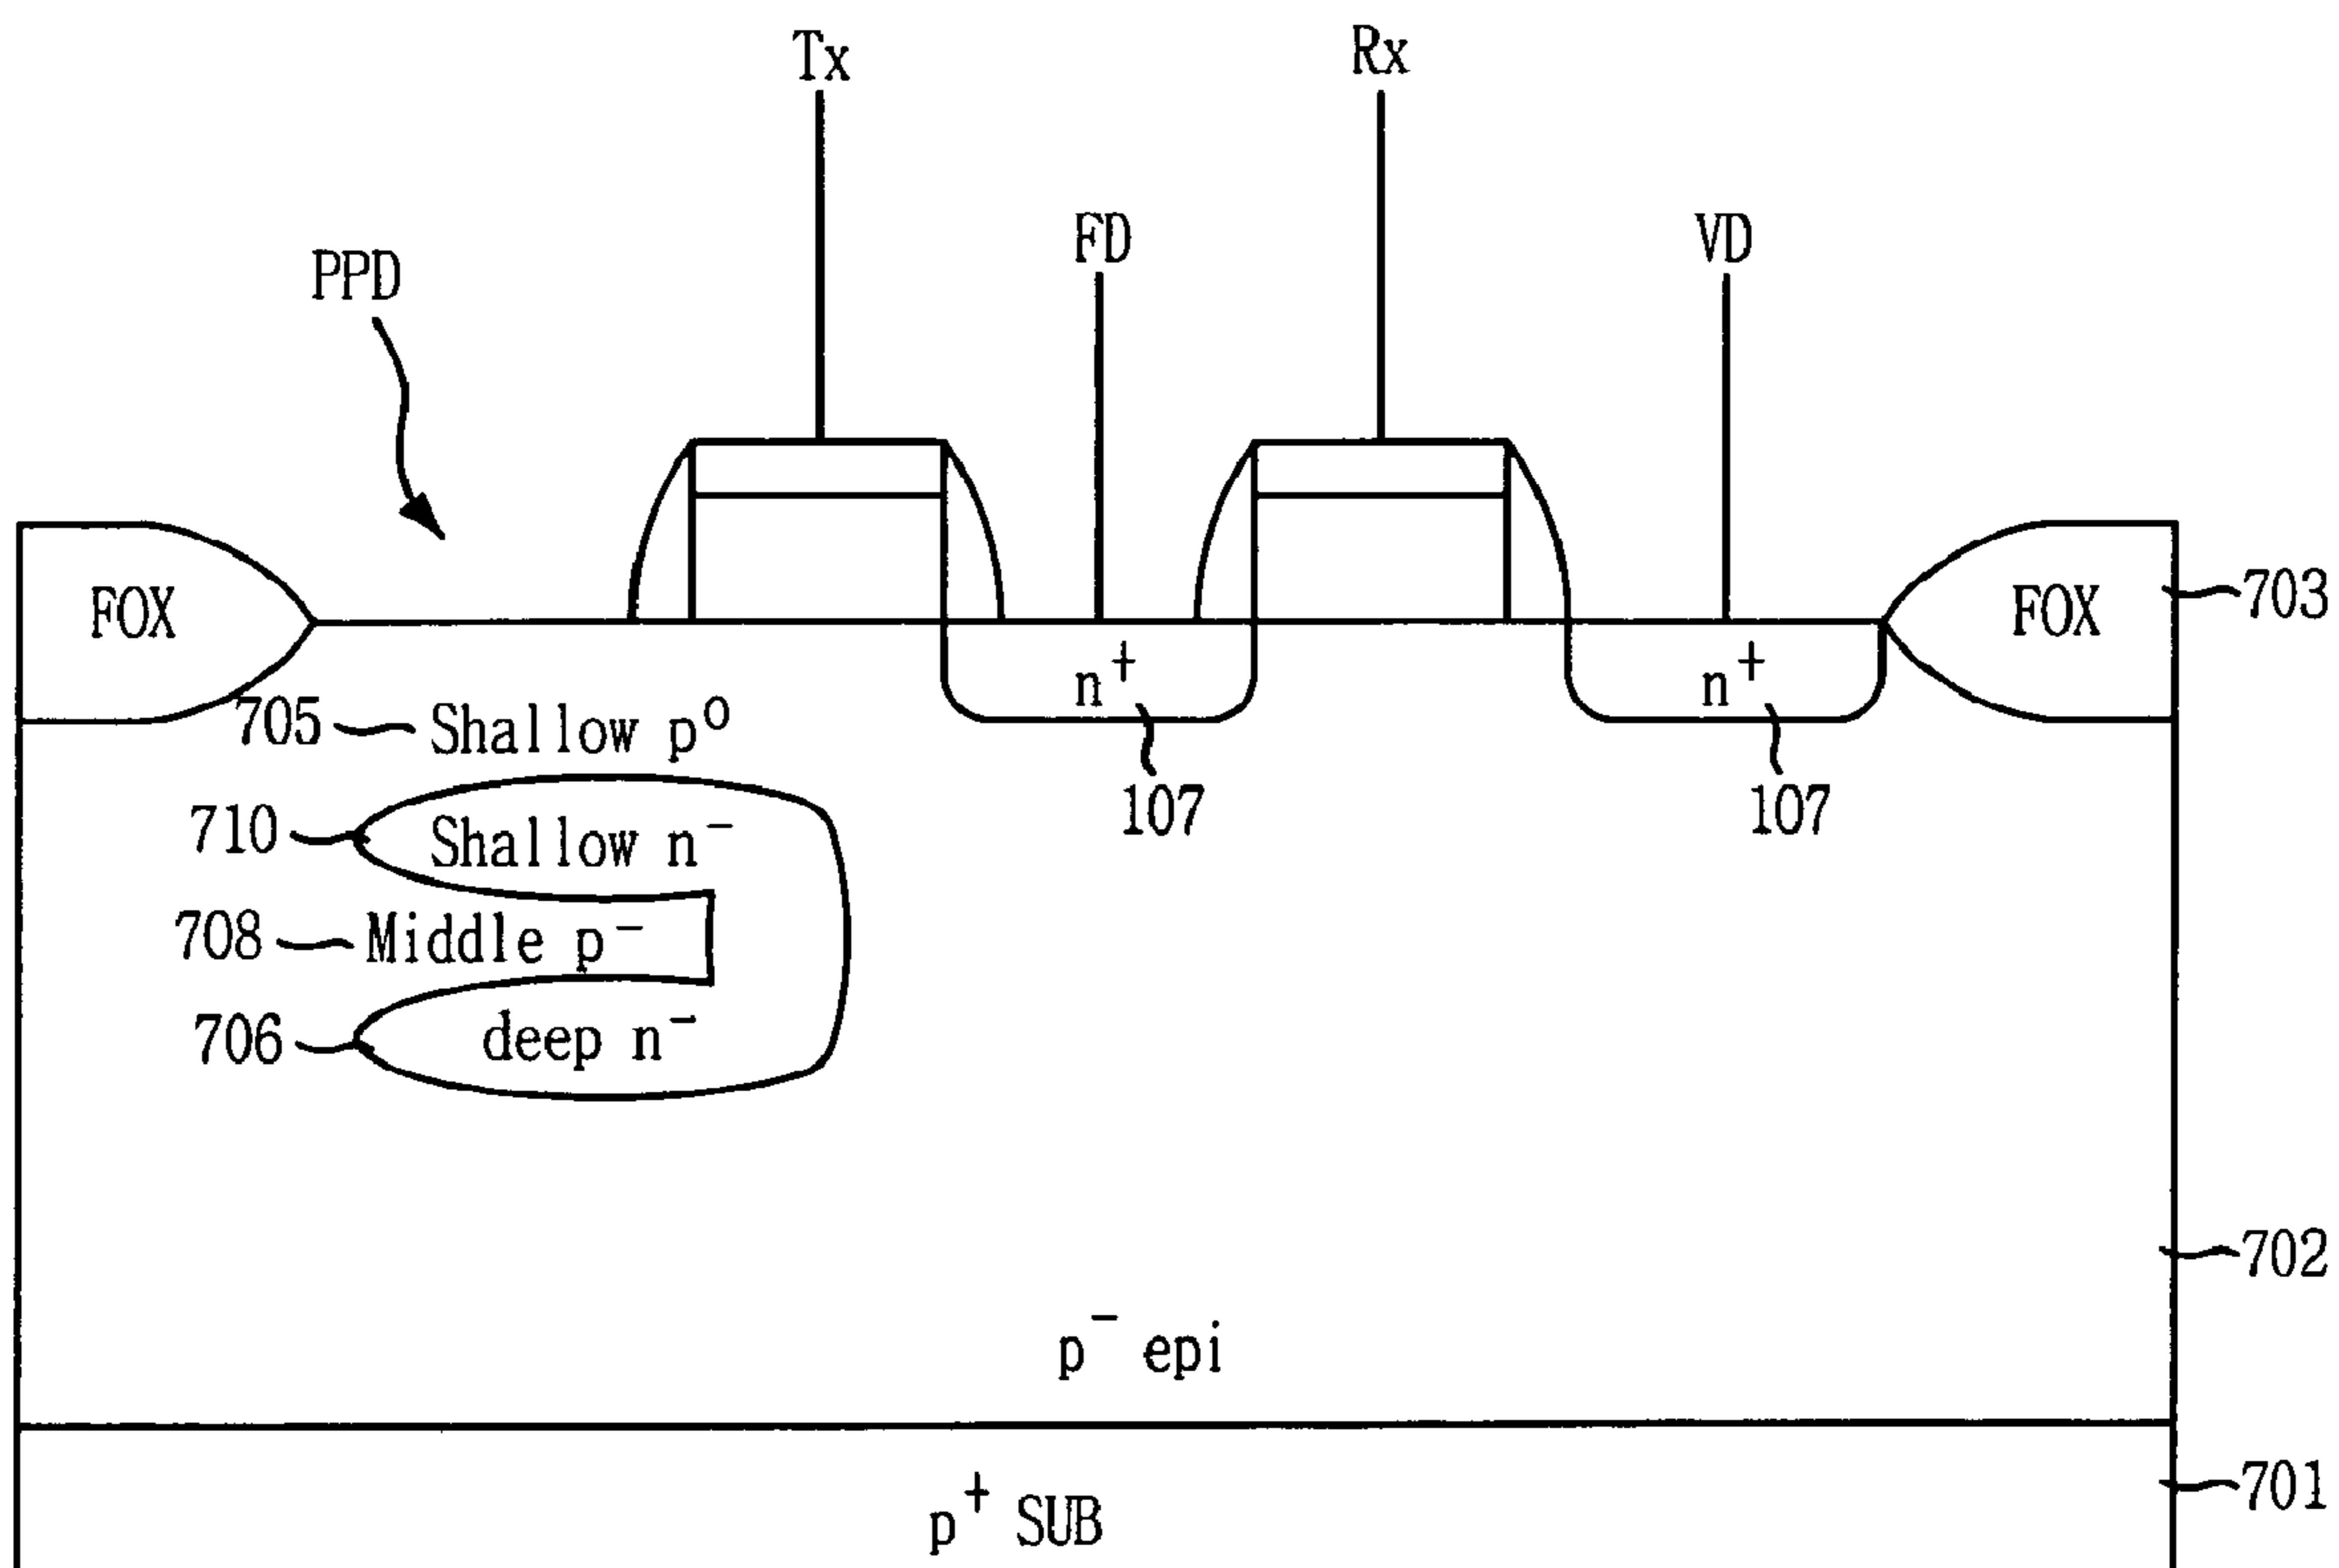 Tx
Rx
FD
VD
PPD
FOX
FOX
703
n⁺
n⁺
705
Shallow p⁰
107
107
710
Shallow n⁻
708
Middle p⁻
706
deep n⁻
702
p⁻ epi
701
p⁺ SUB